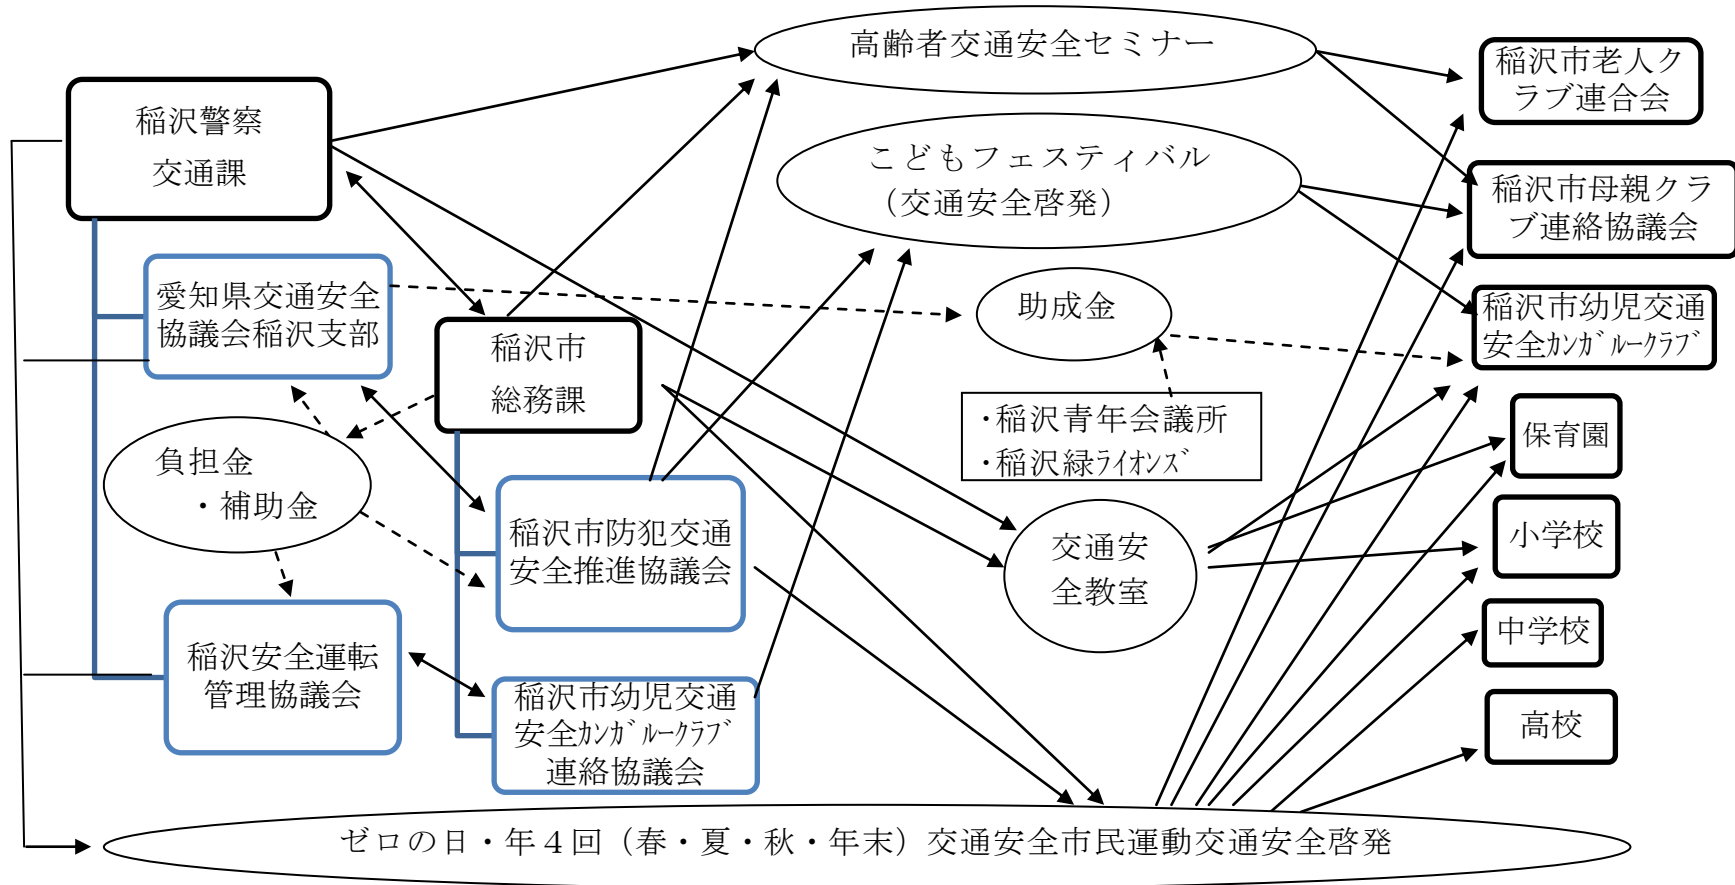 高齢者交通安全セミナー
稲沢市老人ク
ラブ連合会
稲沢警察
交通課
こどもフェスティバル
（交通安全啓発）
稲沢市母親クラ
ブ連絡協議会
愛知県交通安全
協議会稲沢支部
助成金
稲沢市幼児交通
安全ｶﾝｶﾞﾙｰｸﾗﾌﾞ
稲沢市
総務課
・稲沢青年会議所
・稲沢緑ﾗｲｵﾝｽﾞ
保育園
負担金
・補助金
稲沢市防犯交通
安全推進協議会
交通安
全教室
小学校
中学校
稲沢安全運転
管理協議会
稲沢市幼児交通
安全ｶﾝｶﾞﾙｰｸﾗﾌﾞ
連絡協議会
高校
ゼロの日・年４回（春・夏・秋・年末）交通安全市民運動交通安全啓発